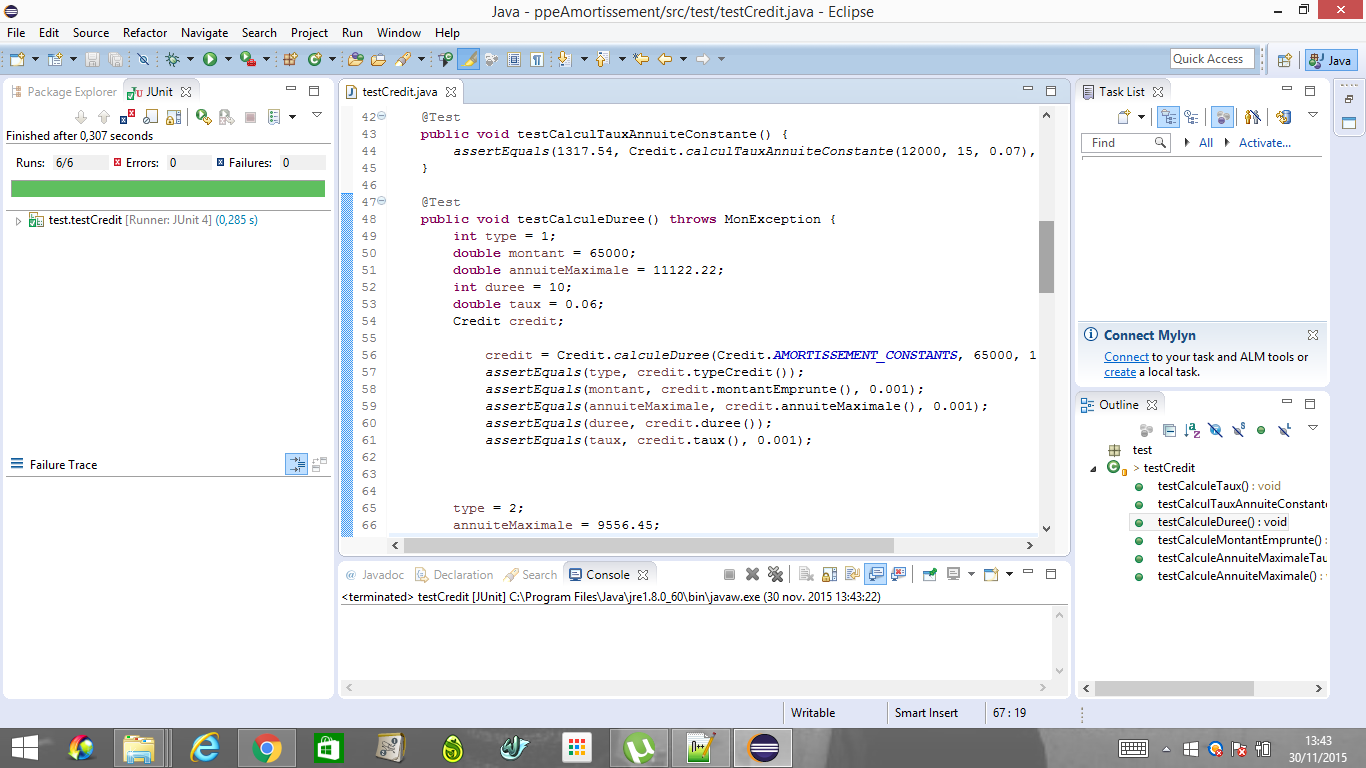 Java - ppeAmortissement/src/test/testCredit.java - Eclipse
File Edit Source Refactor Navigate Search Project Run Window Help
Quick Access
Java
Package Explorer JUnit
Finished after 0,307 seconds
Runs: 6/6 Errors: 0 Failures: 0
test.testCredit [Runner: JUnit 4] (0,285 s)
Failure Trace
testCredit.java
42 @Test
43 public void testCalculTauxAnnuiteConstante() {
44 assertEquals(1317.54, Credit.calculTauxAnnuiteConstante(12000, 15, 0.07),
45 }
46
47 @Test
48 public void testCalculeDuree() throws MonException {
49 int type = 1;
50 double montant = 65000;
51 double annuiteMaximale = 11122.22;
52 int duree = 10;
53 double taux = 0.06;
54 Credit credit;
55
56 credit = Credit.calculeDuree(Credit.AMORTISSEMENT_CONSTANTS, 65000, 1
57 assertEquals(type, credit.typeCredit());
58 assertEquals(montant, credit.montantEmprunte(), 0.001);
59 assertEquals(annuiteMaximale, credit.annuiteMaximale(), 0.001);
60 assertEquals(duree, credit.duree());
61 assertEquals(taux, credit.taux(), 0.001);
62
63
64
65 type = 2;
66 annuiteMaximale = 9556.45;
Javadoc Declaration Search Console
<terminated> testCredit [JUnit] C:\Program Files\Java\jre1.8.0_60\bin\javaw.exe (30 nov. 2015 13:43:22)
Task List
Find All Activate...
Connect Mylyn
Connect to your task and ALM tools or
create a local task.
Outline
test
> testCredit
testCalculeTaux() : void
testCalculTauxAnnuiteConstante
testCalculeDuree() : void
testCalculeMontantEmprunte() :
testCalculeAnnuiteMaximaleTau
testCalculeAnnuiteMaximale() :
Writable Smart Insert 67 : 19
13:43
30/11/2015